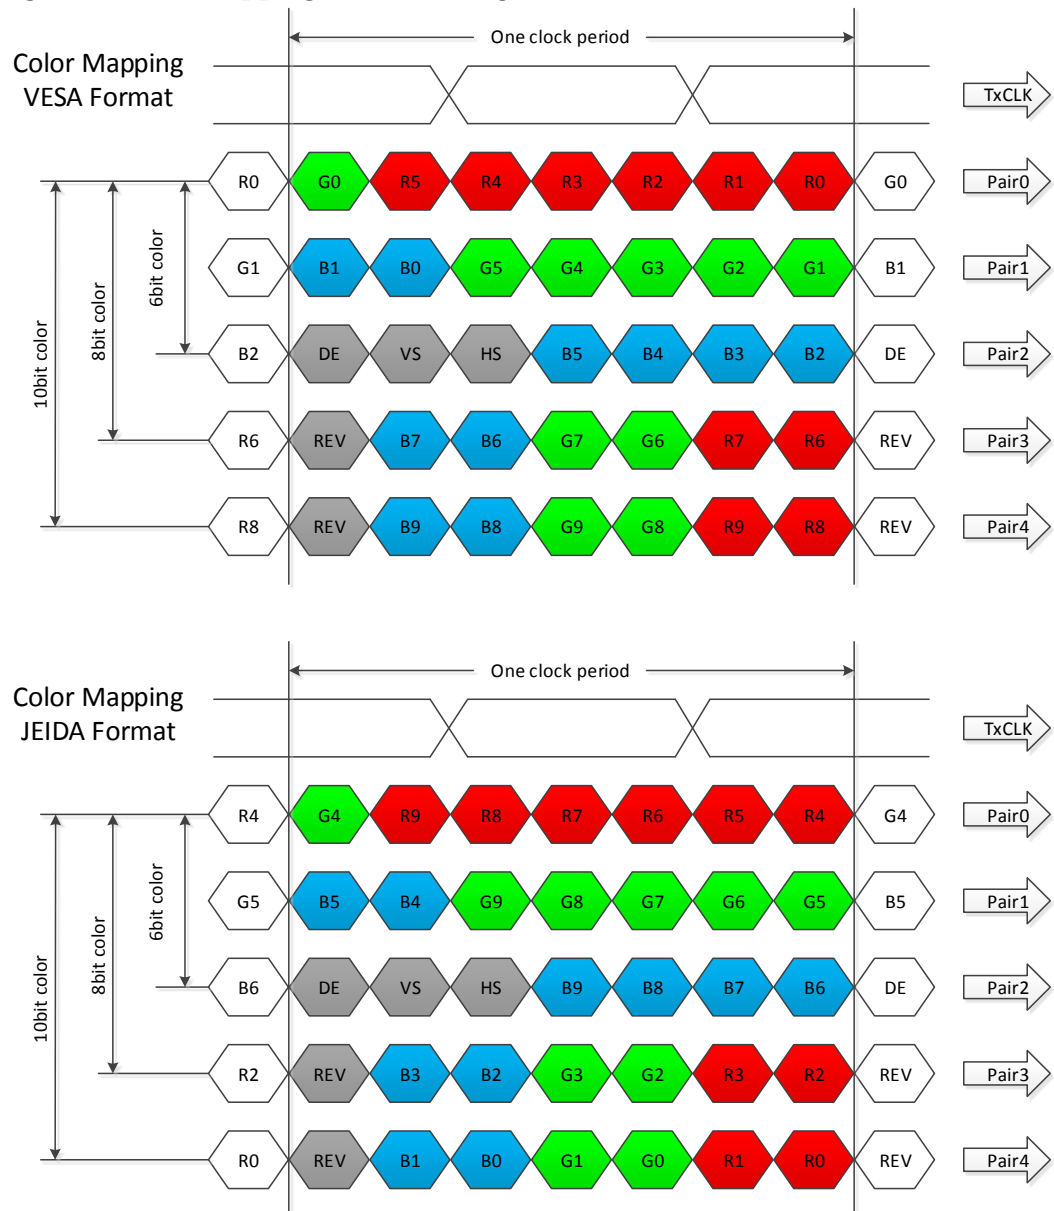 One clock period
Color Mapping
VESA Format
TxCLK
R0 G0 R5 R4 R3 R2 R1 R0 G0 Pair0
G1 B1 B0 G5 G4 G3 G2 G1 B1 Pair1
B2 DE VS HS B5 B4 B3 B2 DE Pair2
R6 REV B7 B6 G7 G6 R7 R6 REV Pair3
R8 REV B9 B8 G9 G8 R9 R8 REV Pair4
6bit color
8bit color
10bit color
One clock period
Color Mapping
JEIDA Format
TxCLK
R4 G4 R9 R8 R7 R6 R5 R4 G4 Pair0
G5 B5 B4 G9 G8 G7 G6 G5 B5 Pair1
B6 DE VS HS B9 B8 B7 B6 DE Pair2
R2 REV B3 B2 G3 G2 R3 R2 REV Pair3
R0 REV B1 B0 G1 G0 R1 R0 REV Pair4
6bit color
8bit color
10bit color